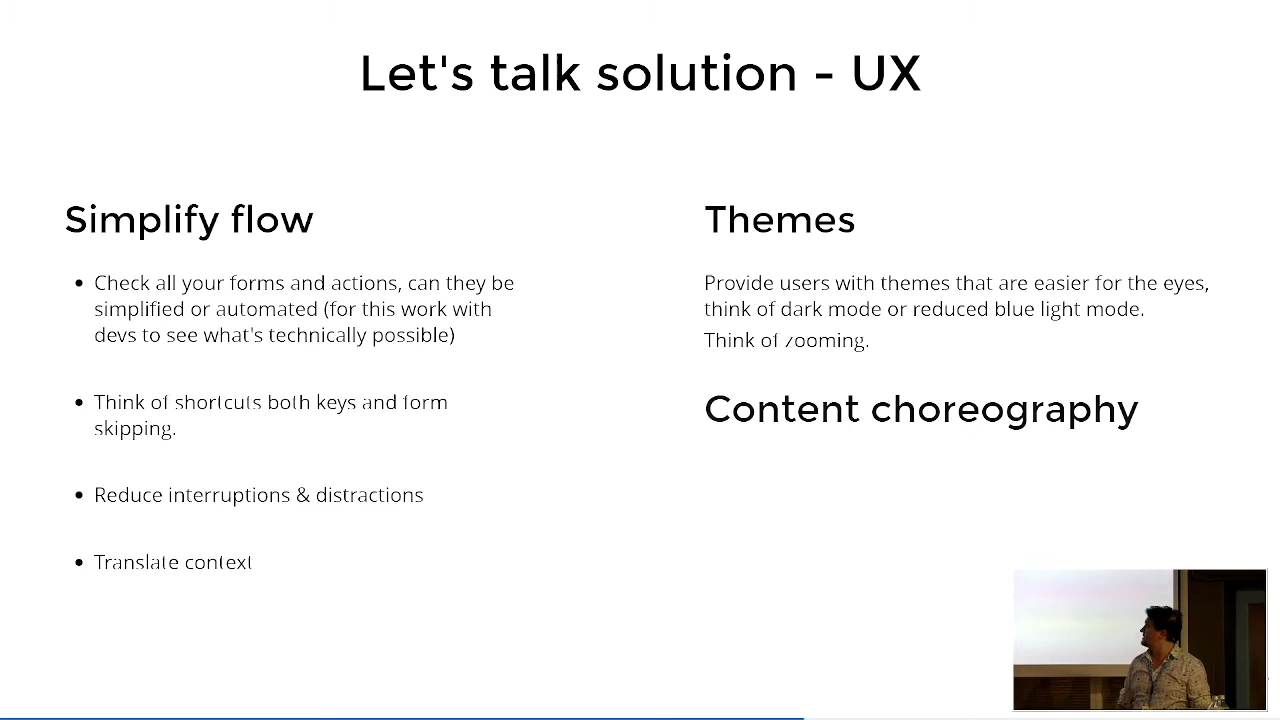 Let's talk solution - UX
Simplify flow
• Check all your forms and actions, can they be
simplified or automated (for this work with
devs to see what's technically possible)
• Think of shortcuts both keys and form
skipping.
• Reduce interruptions & distractions
• Translate context
Themes
Provide users with themes that are easier for the eyes,
think of dark mode or reduced blue light mode.
Think of zooming.
Content choreography